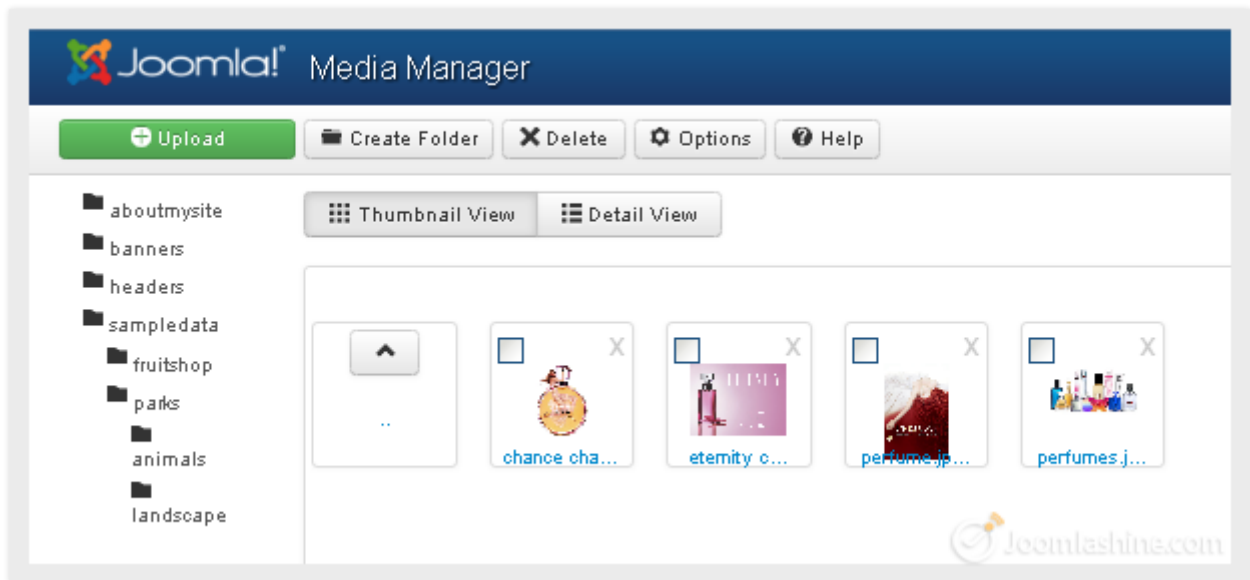 Joomla!® Media Manager
Upload Create Folder Delete Options Help
aboutmysite
Thumbnail View Detail View
banners
headers
sampledata
fruitshop
parks
animals
landscape
..
chance cha...
eternity c...
perfume.jp...
perfumes.j...
Joomlashine.com